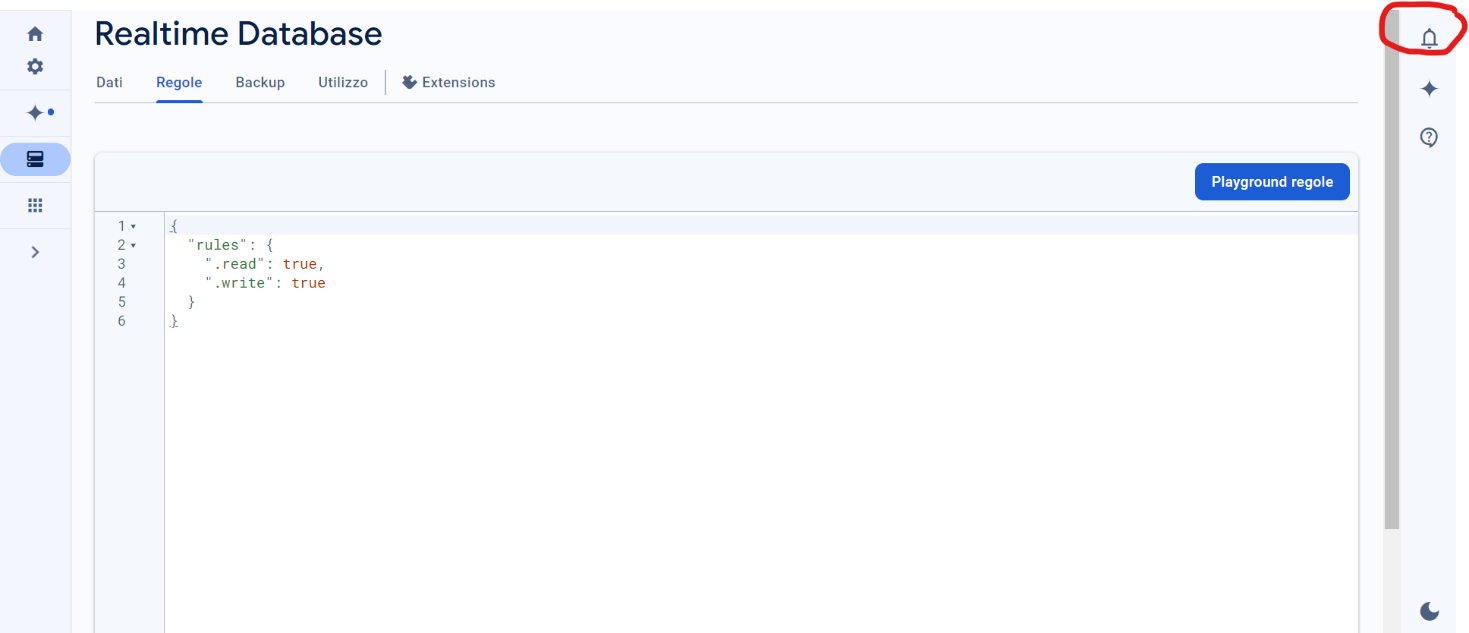 Realtime Database
Dati Regole Backup Utilizzo Extensions
Playground regole
1 {
2 "rules": {
3 ".read": true,
4 ".write": true
5 }
6 }